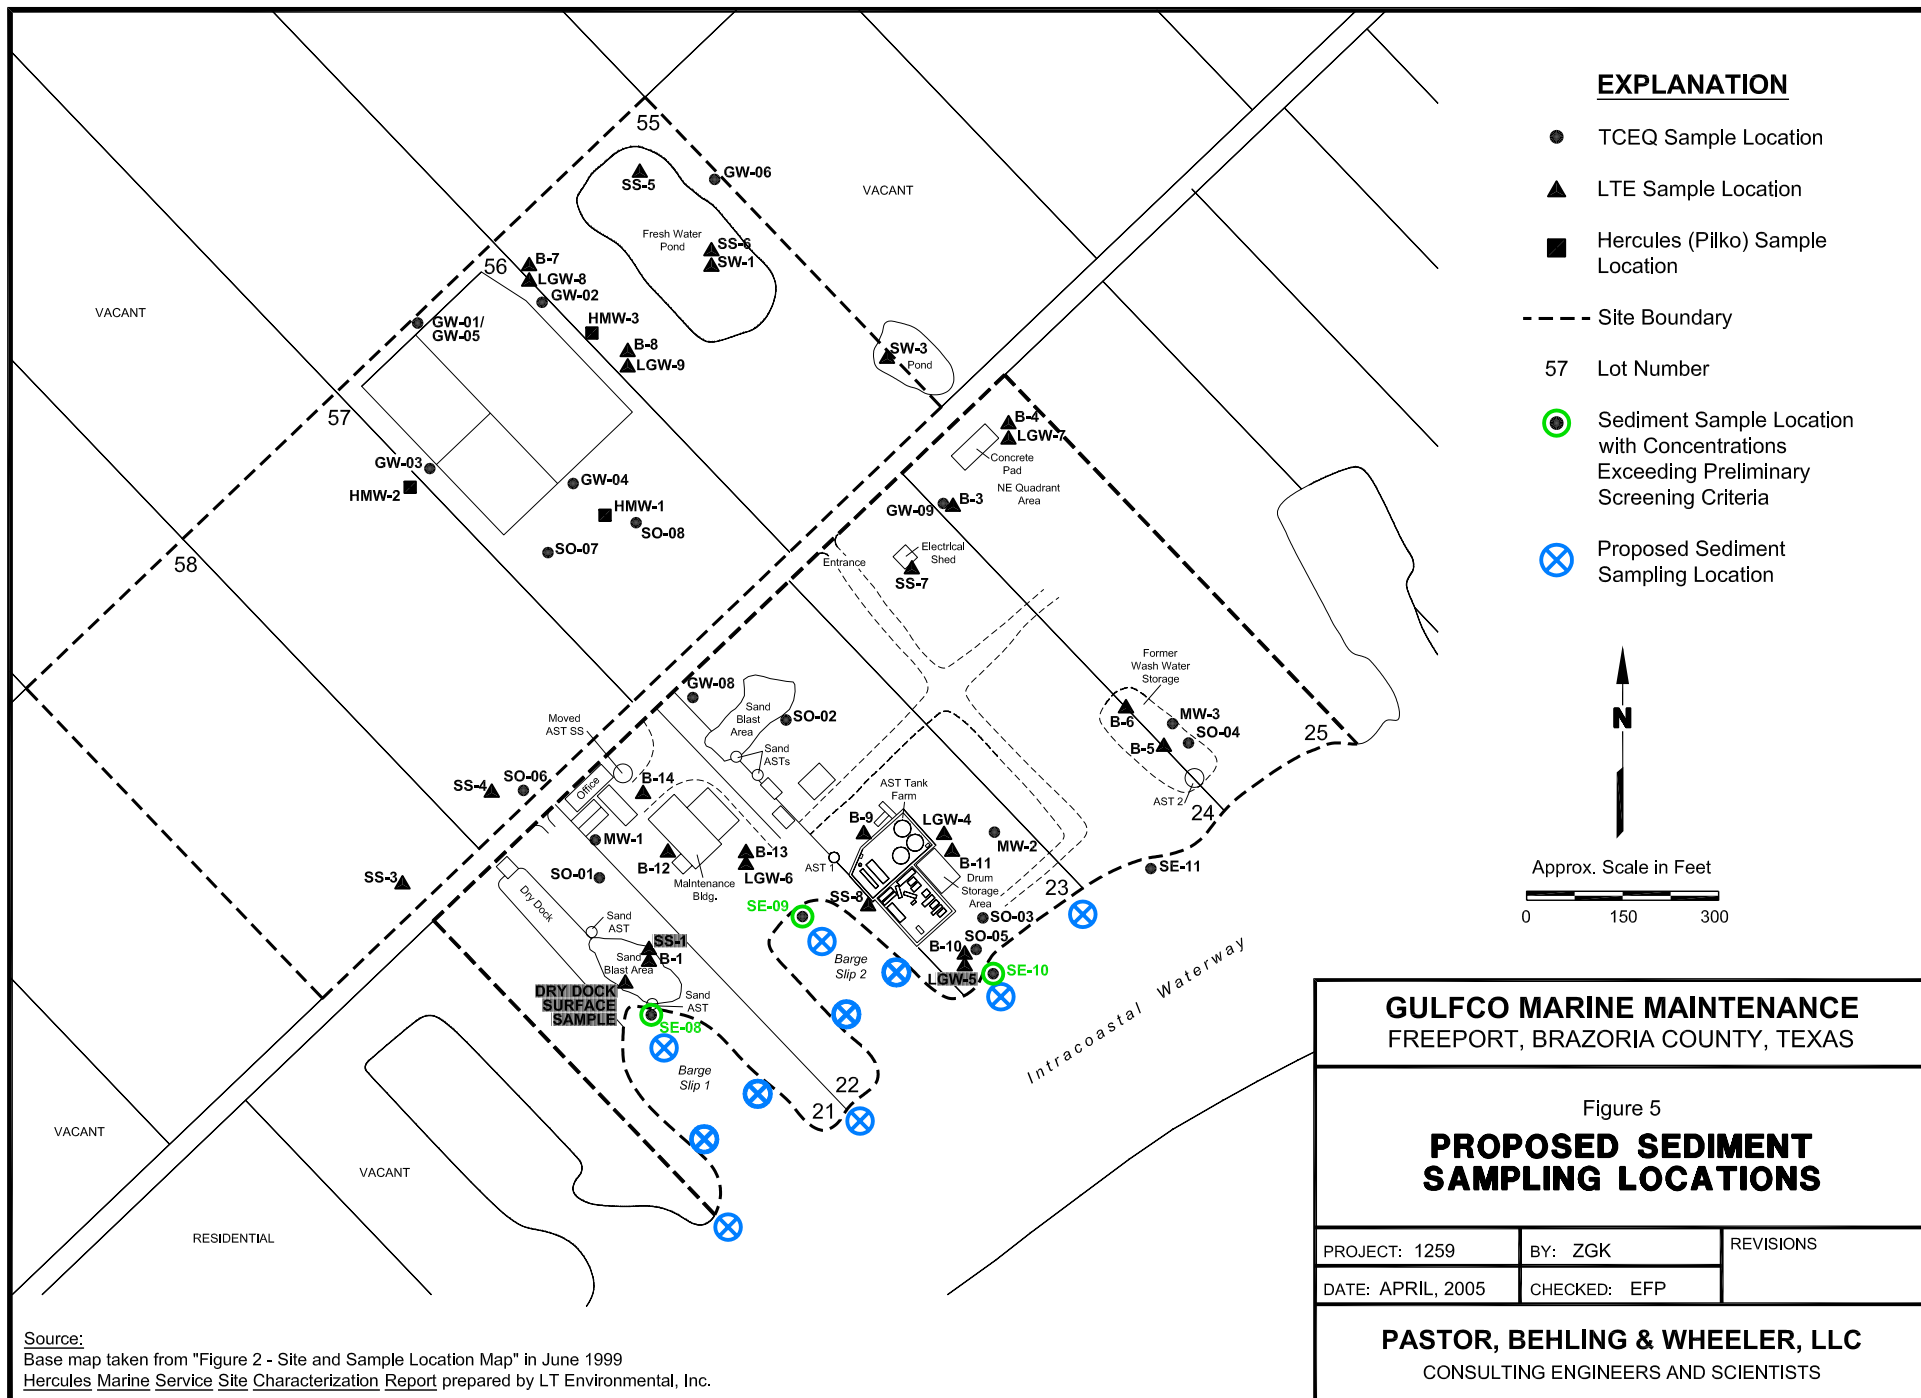 55
SS-5
GW-06
VACANT
Fresh Water
Pond
SS-6
SW-1
56
B-7
LGW-8
GW-02
HMW-3
GW-01/
GW-05
B-8
LGW-9
SW-3
Pond
VACANT
57
GW-03
HMW-2
GW-04
HMW-1
SO-08
SO-07
58
B-4
LGW-7
Concrete
Pad
NE Quadrant
Area
GW-09
B-3
Electrical
Shed
Entrance
SS-7
Former
Wash Water
Storage
B-6
MW-3
SO-04
B-5
AST 2
25
24
GW-08
Sand
Blast
Area
SO-02
Sand
ASTs
Moved
AST SS
SS-4
SO-06
Office
B-14
AST Tank
Farm
B-9
LGW-4
MW-2
B-11
Drum
Storage
Area
MW-1
B-12
B-13
LGW-6
AST 1
SO-01
Maintenance
Bldg.
SS-3
Dry Dock
Sand
AST
SS-1
B-1
Sand
Blast Area
DRY DOCK
SURFACE
SAMPLE
Sand
AST
SE-08
SE-09
SS-8
SO-03
SO-05
B-10
LGW-5
SE-10
SE-11
23
Barge
Slip 2
Barge
Slip 1
22
21
Intracoastal Waterway
VACANT
VACANT
RESIDENTIAL
EXPLANATION
TCEQ Sample Location
LTE Sample Location
Hercules (Pilko) Sample
Location
Site Boundary
57 Lot Number
Sediment Sample Location
with Concentrations
Exceeding Preliminary
Screening Criteria
Proposed Sediment
Sampling Location
N
Approx. Scale in Feet
0 150 300
GULFCO MARINE MAINTENANCE
FREEPORT, BRAZORIA COUNTY, TEXAS
Figure 5
PROPOSED SEDIMENT
SAMPLING LOCATIONS
PROJECT: 1259
BY: ZGK
REVISIONS
DATE: APRIL, 2005
CHECKED: EFP
PASTOR, BEHLING & WHEELER, LLC
CONSULTING ENGINEERS AND SCIENTISTS
Source:
Base map taken from "Figure 2 - Site and Sample Location Map" in June 1999
Hercules Marine Service Site Characterization Report prepared by LT Environmental, Inc.